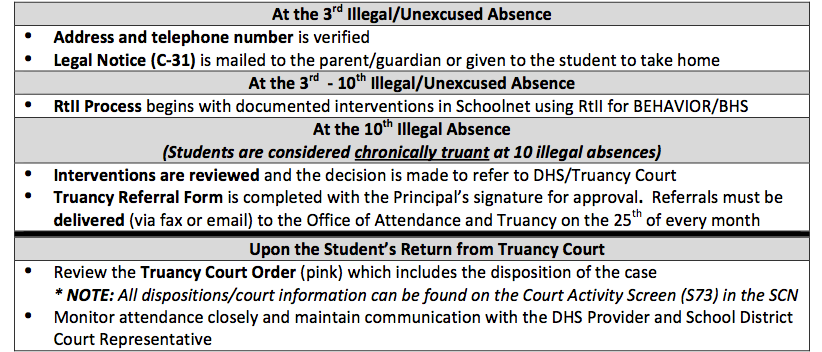 At the 3rd Illegal/Unexcused Absence
• Address and telephone number is verified
• Legal Notice (C-31) is mailed to the parent/guardian or given to the student to take home
At the 3rd - 10th Illegal/Unexcused Absence
• RtII Process begins with documented interventions in Schoolnet using RtII for BEHAVIOR/BHS
At the 10th Illegal Absence
(Students are considered chronically truant at 10 illegal absences)
• Interventions are reviewed and the decision is made to refer to DHS/Truancy Court
• Truancy Referral Form is completed with the Principal's signature for approval. Referrals must be
delivered (via fax or email) to the Office of Attendance and Truancy on the 25th of every month
Upon the Student's Return from Truancy Court
• Review the Truancy Court Order (pink) which includes the disposition of the case
* NOTE: All dispositions/court information can be found on the Court Activity Screen (S73) in the SCN
• Monitor attendance closely and maintain communication with the DHS Provider and School District
Court Representative